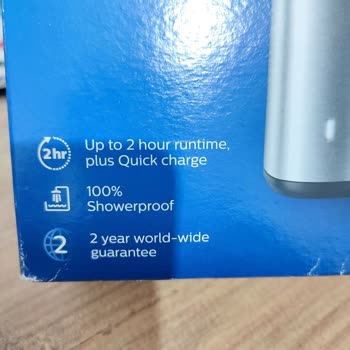 2hr
Up to 2 hour runtime,
plus Quick charge
100%
Showerproof
2
2 year world-wide
guarantee